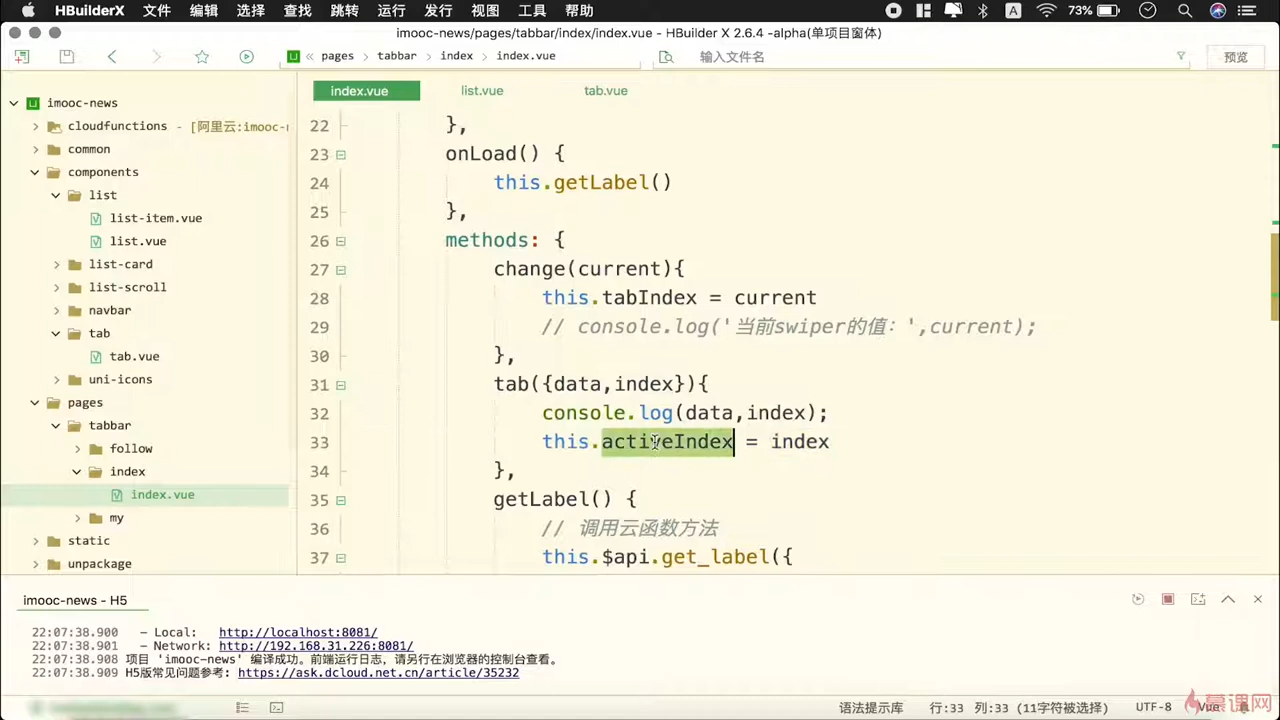 HBuilderX 文件 编辑 选择 查找 跳转 运行 发行 视图 工具 帮助 A 73%
imooc-news/pages/tabbar/index/index.vue - HBuilder X 2.6.4 -alpha(单项目窗体)
« pages › tabbar › index › index.vue 输入文件名 预览
index.vue list.vue tab.vue
imooc-news
cloudfunctions - [阿里云:imooc-
common
components
list
list-item.vue
list.vue
list-card
list-scroll
navbar
tab
tab.vue
uni-icons
pages
tabbar
follow
index
index.vue
my
static
unpackage
22 },
23 onLoad() {
24 this.getLabel()
25 },
26 methods: {
27 change(current){
28 this.tabIndex = current
29 // console.log('当前swiper的值：',current);
30 },
31 tab({data,index}){
32 console.log(data,index);
33 this.activeIndex = index
34 },
35 getLabel() {
36 // 调用云函数方法
37 this.$api.get_label({
imooc-news - H5
22:07:38.900 - Local: http://localhost:8081/
22:07:38.901 - Network: http://192.168.31.226:8081/
22:07:38.908 项目 'imooc-news' 编译成功。前端运行日志，请另行在浏览器的控制台查看。
22:07:38.909 H5版常见问题参考: https://ask.dcloud.net.cn/article/35232
语法提示库 行:33 列:33 (11字符被选择) UTF-8 Vue
慕课网